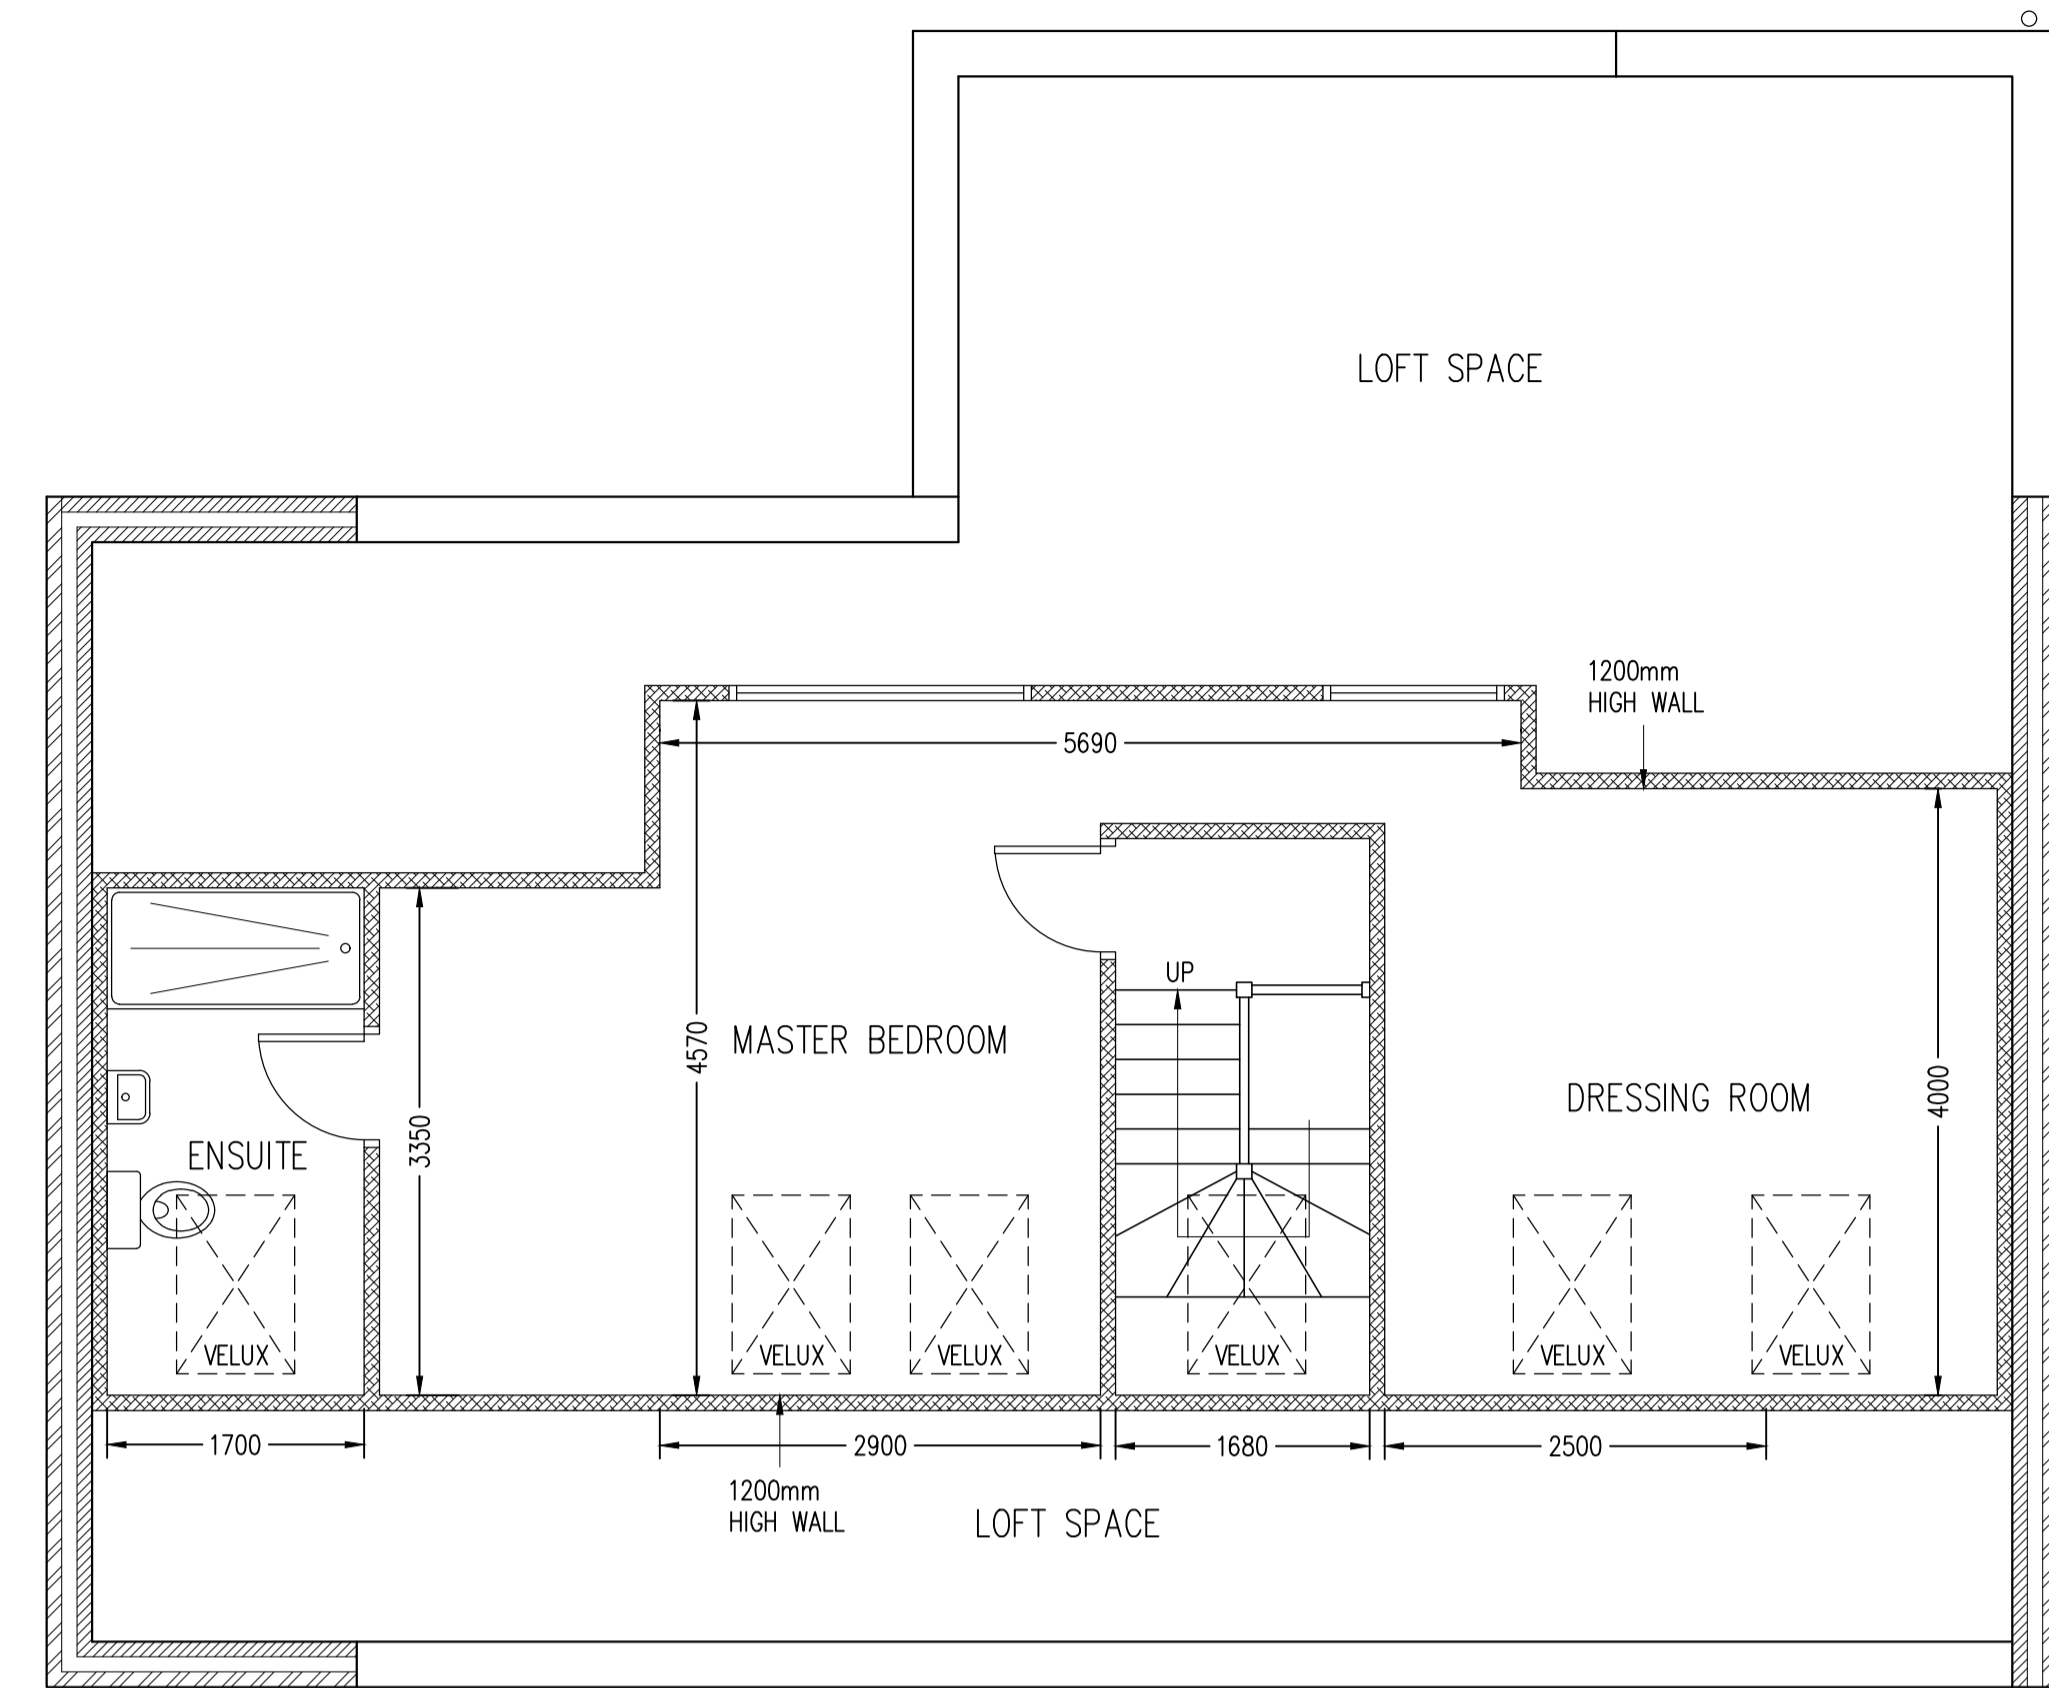 LOFT SPACE
1200mm
HIGH WALL
5690
UP
MASTER BEDROOM
4570
DRESSING ROOM
4000
3350
ENSUITE
VELUX
VELUX
VELUX
VELUX
VELUX
VELUX
1700
2900
1680
2500
1200mm
HIGH WALL
LOFT SPACE